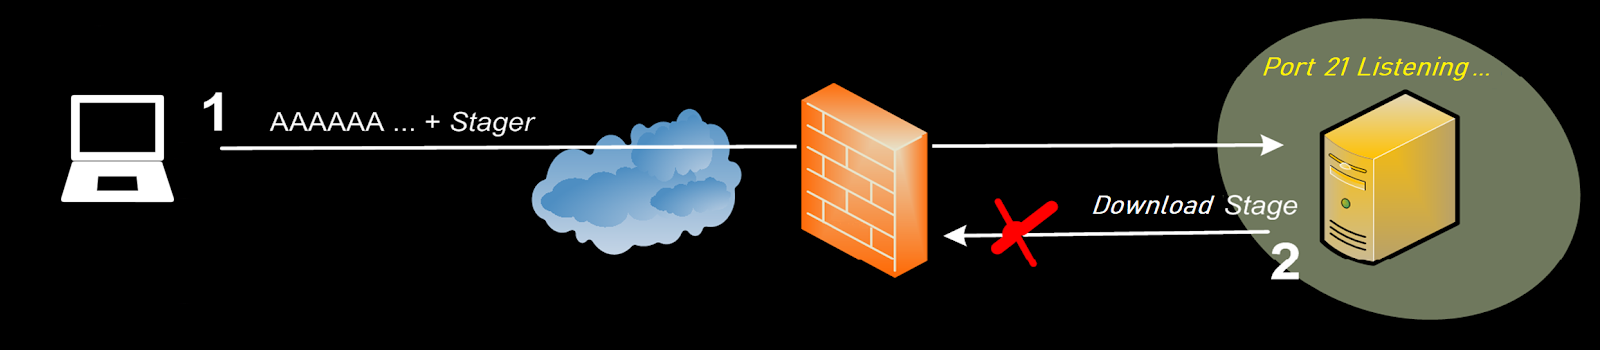 1
AAAAAA ... + Stager
Port 21 Listening ...
Download Stage
2